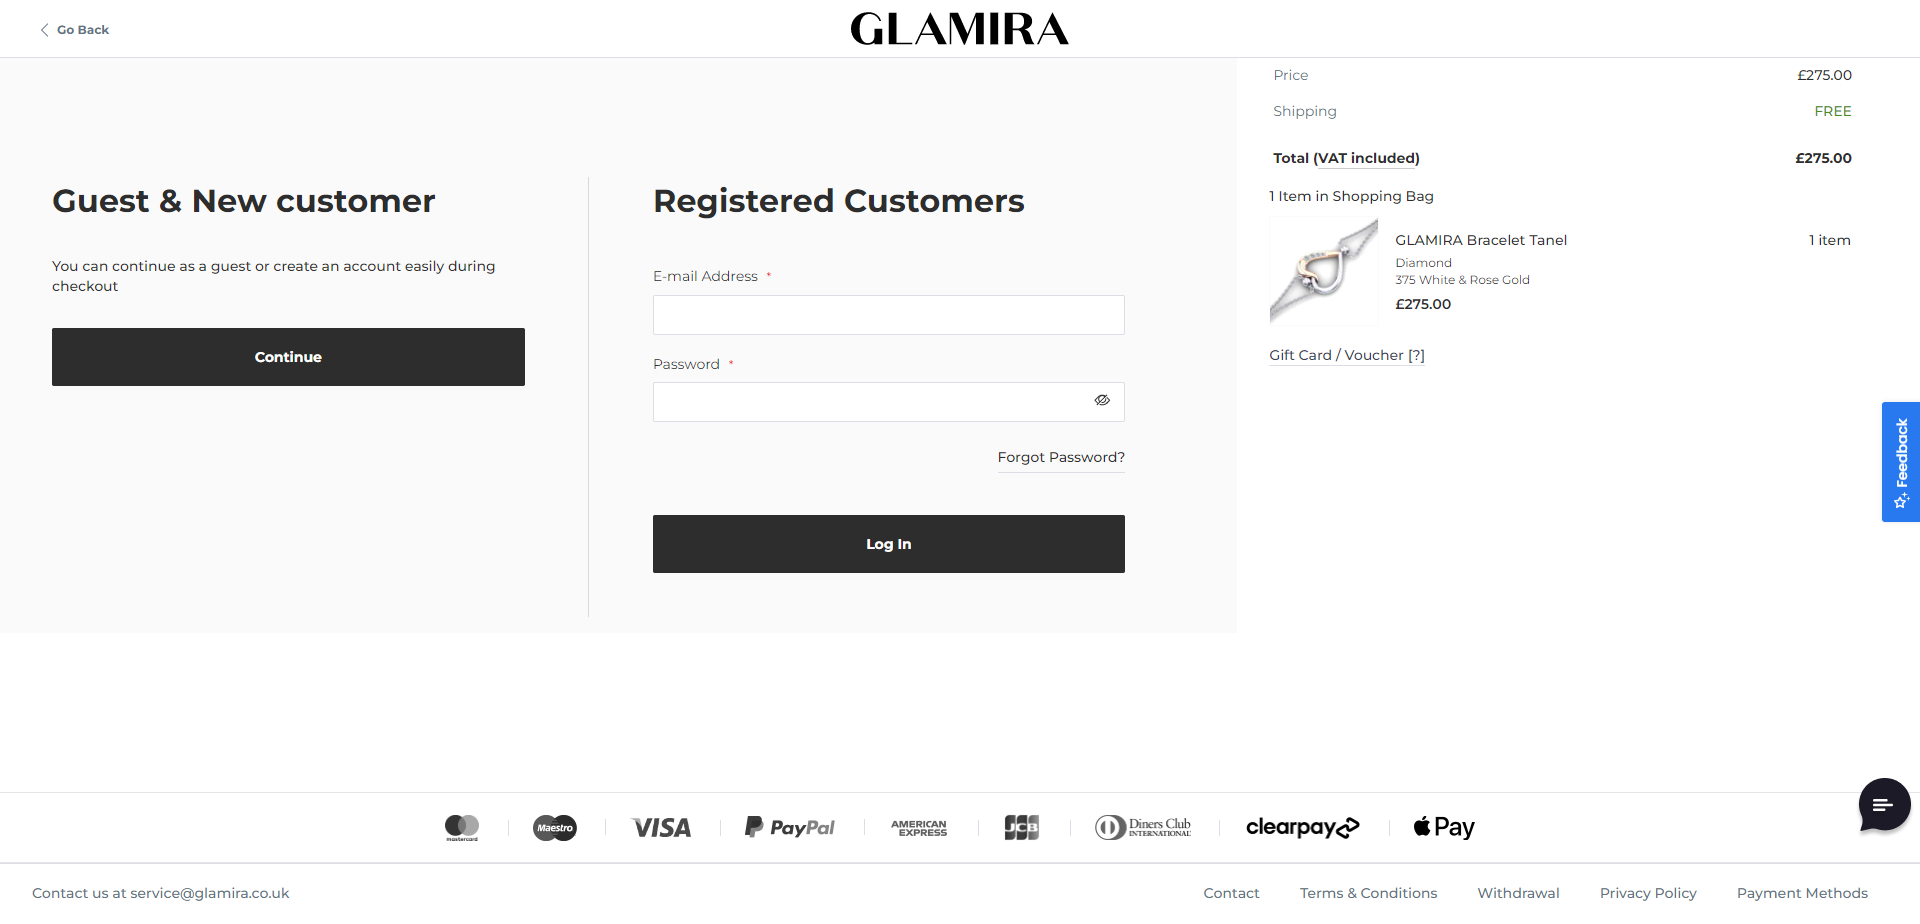 Go Back
GLAMIRA
Guest & New customer
You can continue as a guest or create an account easily during
checkout
Continue
Registered Customers
E-mail Address *
Password *
Forgot Password?
Log In
Price £275.00
Shipping FREE
Total (VAT included) £275.00
1 Item in Shopping Bag
GLAMIRA Bracelet Tanel 1 item
Diamond
375 White & Rose Gold
£275.00
Gift Card / Voucher [?]
Feedback
mastercard
Maestro
VISA
PayPal
AMERICAN
EXPRESS
JCB
Diners Club
INTERNATIONAL
clearpay
Pay
Contact us at service@glamira.co.uk
Contact
Terms & Conditions
Withdrawal
Privacy Policy
Payment Methods